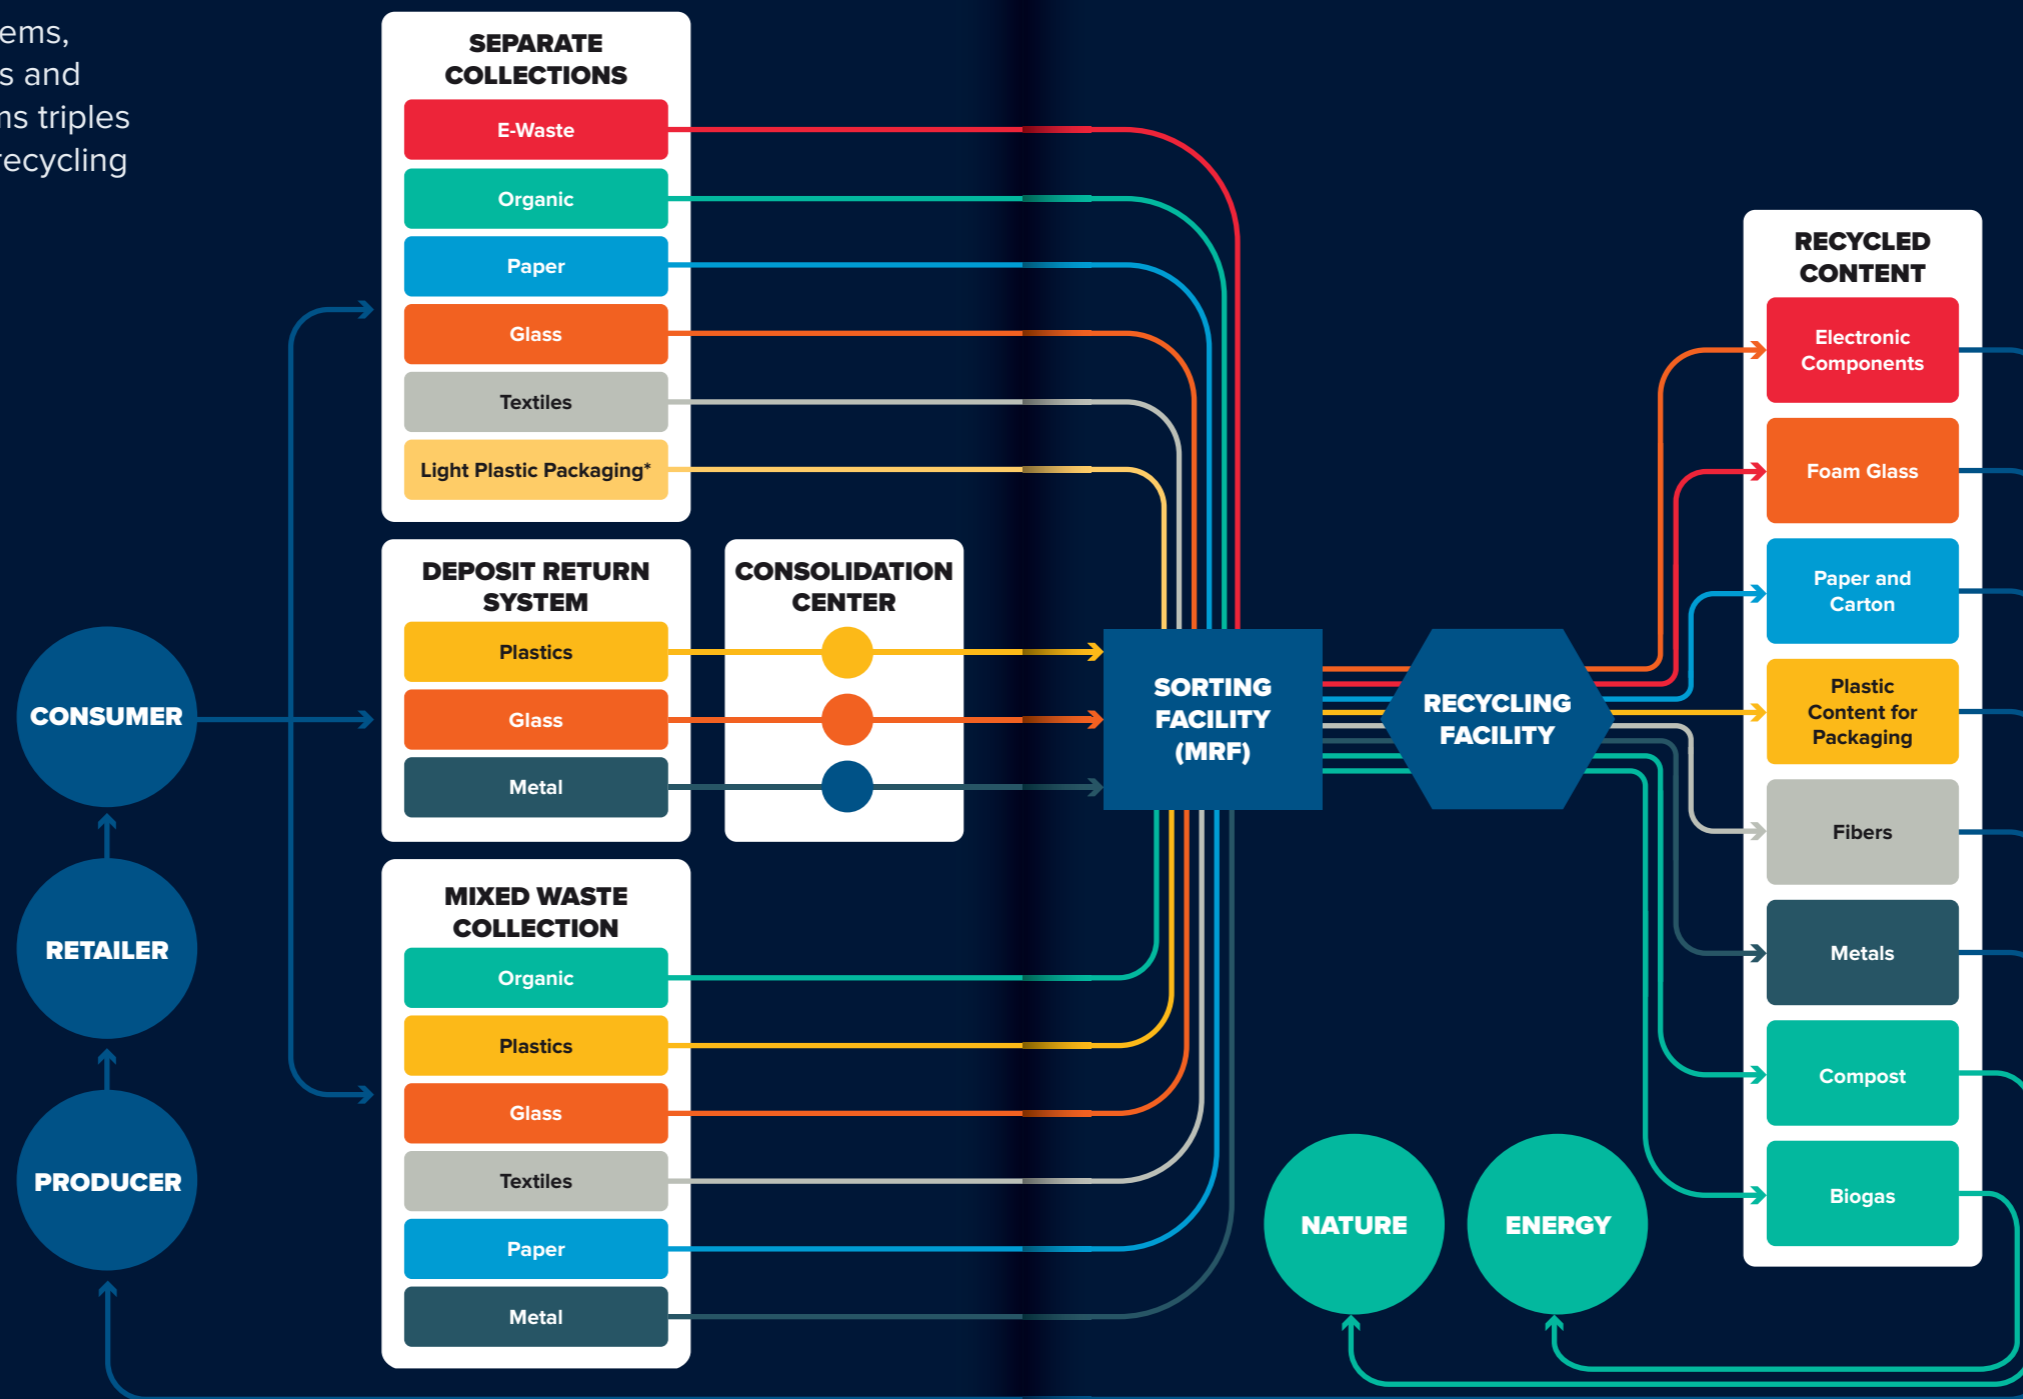 ems,
s and
ns triples
recycling
SEPARATE
COLLECTIONS
E-Waste
Organic
Paper
Glass
Textiles
Light Plastic Packaging*
DEPOSIT RETURN
SYSTEM
Plastics
Glass
Metal
CONSOLIDATION
CENTER
MIXED WASTE
COLLECTION
Organic
Plastics
Glass
Textiles
Paper
Metal
CONSUMER
RETAILER
PRODUCER
SORTING
FACILITY
(MRF)
RECYCLING
FACILITY
NATURE
ENERGY
RECYCLED
CONTENT
Electronic
Components
Foam Glass
Paper and
Carton
Plastic
Content for
Packaging
Fibers
Metals
Compost
Biogas